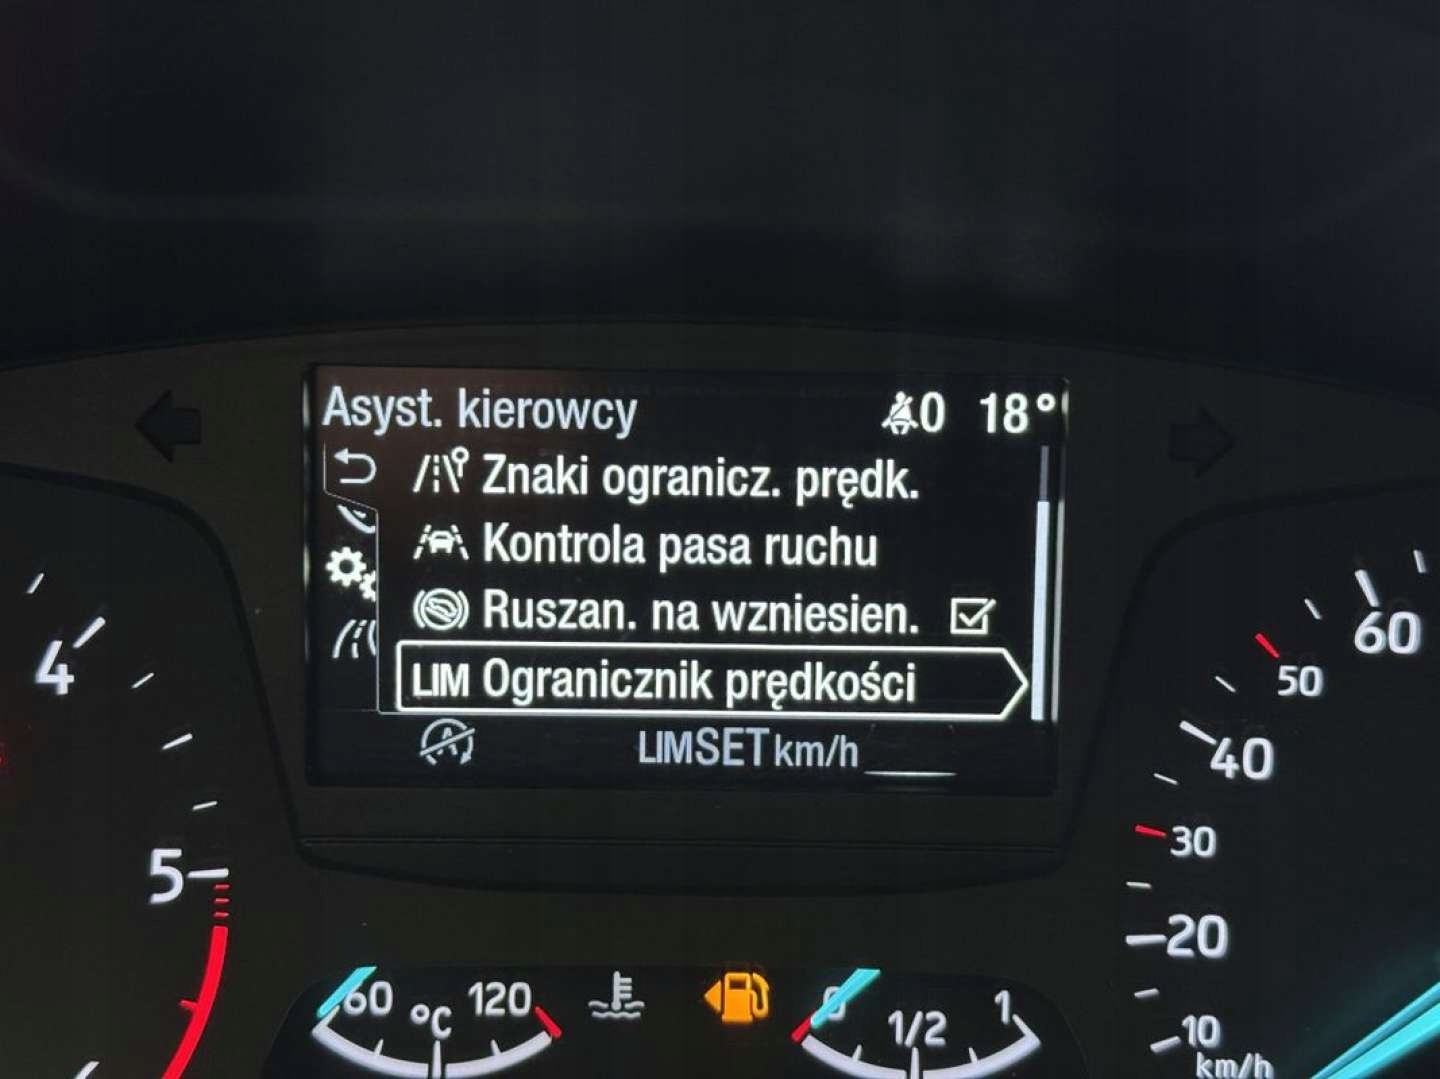 Asyst. kierowcy 0 18°
Znaki ogranicz. prędk.
Kontrola pasa ruchu
Ruszan. na wzniesien.
LIM Ogranicznik prędkości
A LIMSET km/h
4
5
60
50
40
30
20
10
km/h
60 °C 120
0 1/2 1